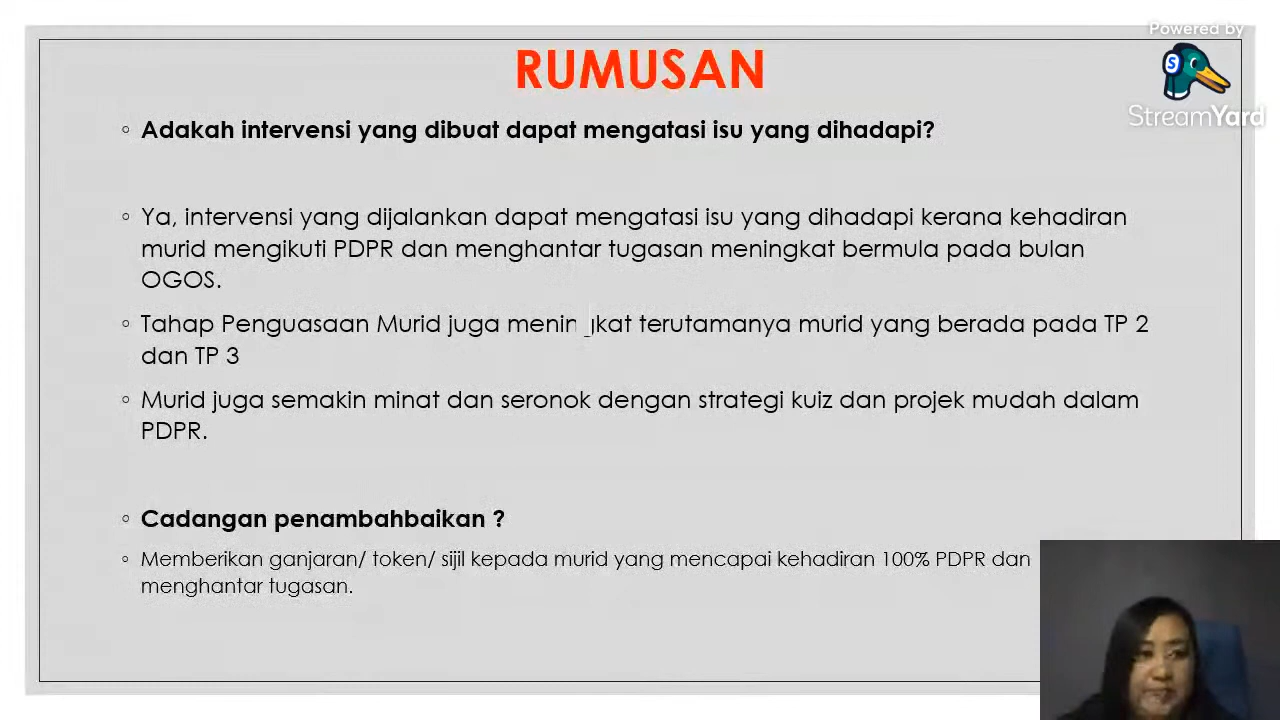 Powered by
StreamYard
RUMUSAN
◦ Adakah intervensi yang dibuat dapat mengatasi isu yang dihadapi?
◦ Ya, intervensi yang dijalankan dapat mengatasi isu yang dihadapi kerana kehadiran
murid mengikuti PDPR dan menghantar tugasan meningkat bermula pada bulan
OGOS.
◦ Tahap Penguasaan Murid juga meningkat terutamanya murid yang berada pada TP 2
dan TP 3
◦ Murid juga semakin minat dan seronok dengan strategi kuiz dan projek mudah dalam
PDPR.
◦ Cadangan penambahbaikan ?
◦ Memberikan ganjaran/ token/ sijil kepada murid yang mencapai kehadiran 100% PDPR dan
menghantar tugasan.